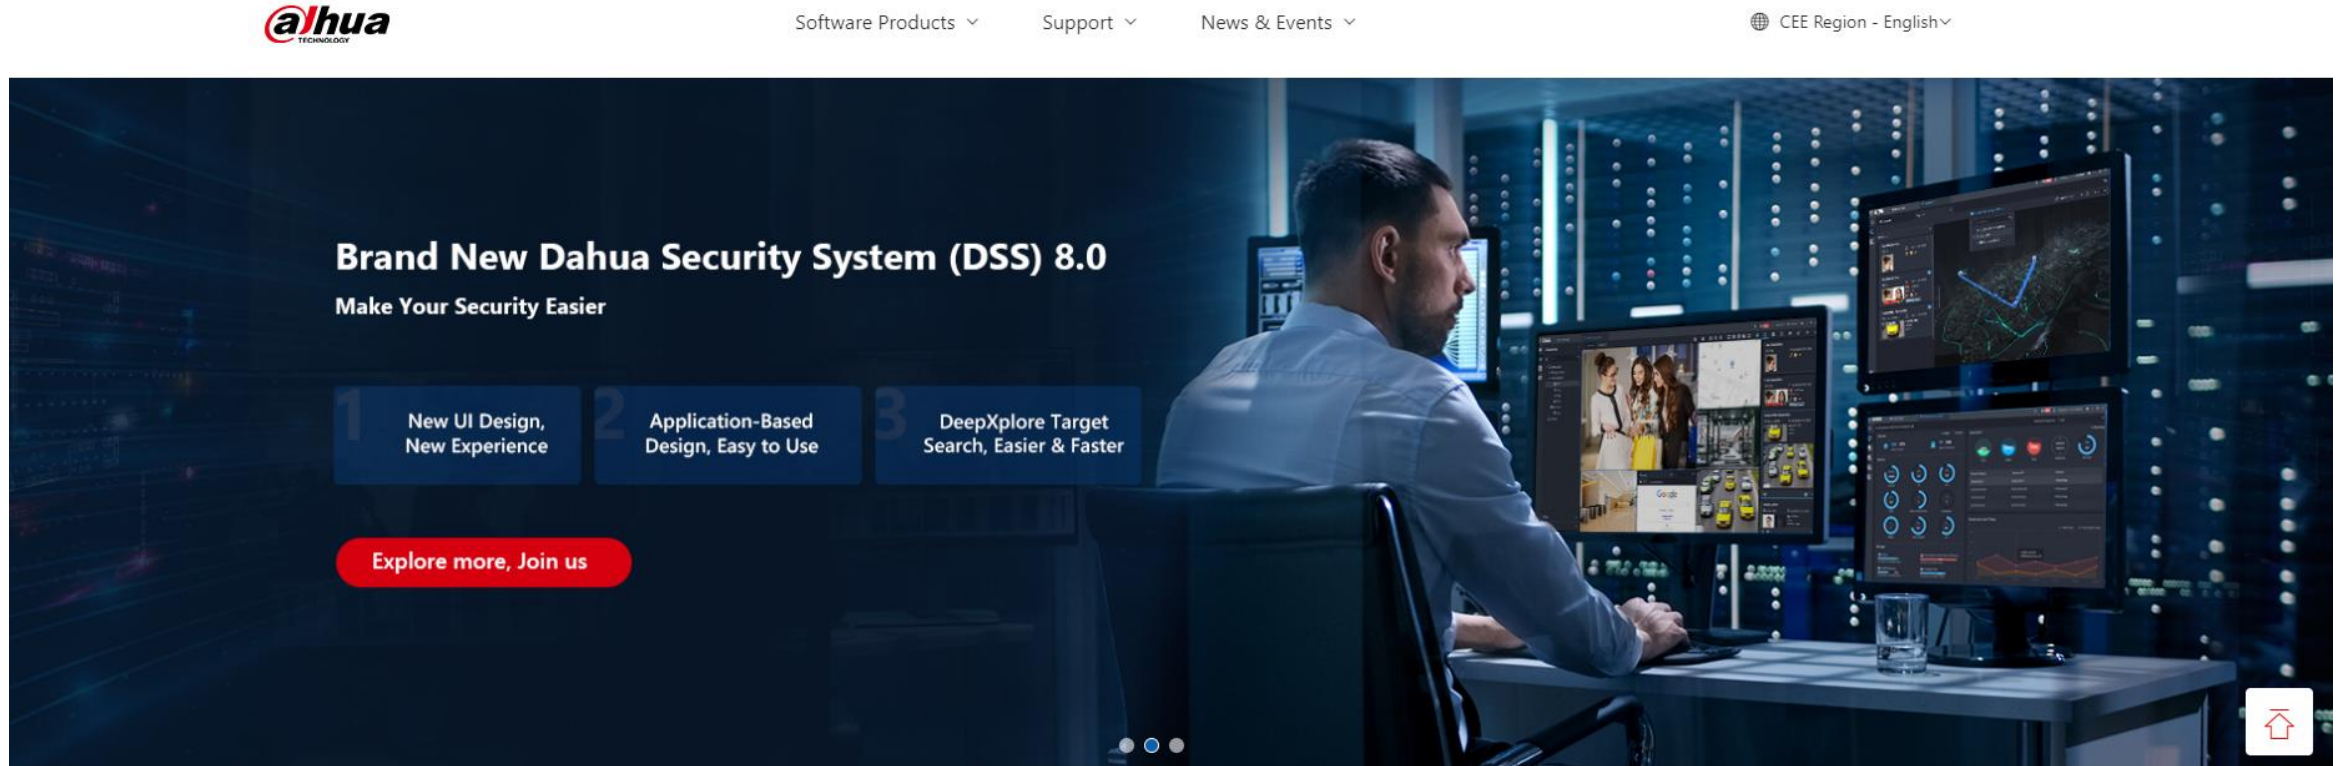 alhua
TECHNOLOGY
Software Products
Support
News & Events
CEE Region - English
Brand New Dahua Security System (DSS) 8.0
Make Your Security Easier
1
New UI Design,
New Experience
2
Application-Based
Design, Easy to Use
3
DeepXplore Target
Search, Easier & Faster
Explore more, Join us
Google